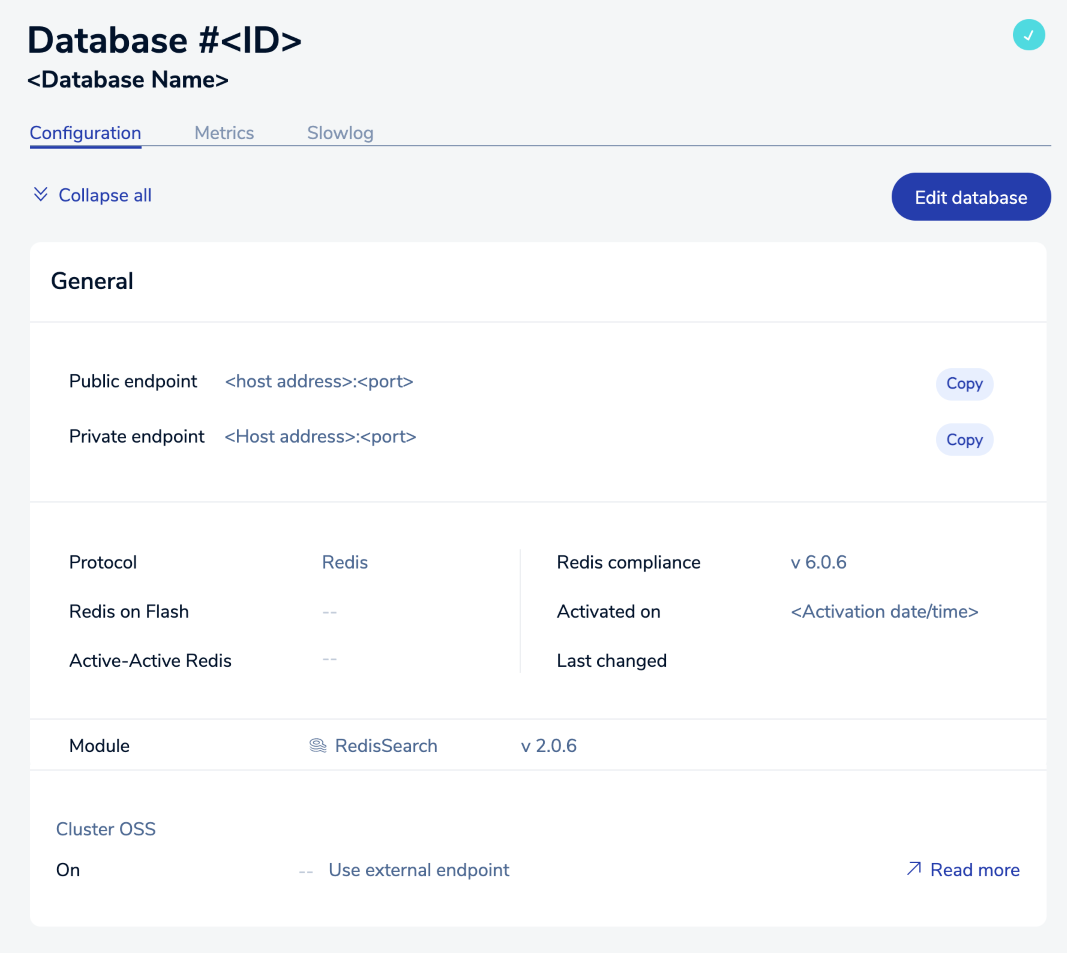 Database #<ID>
<Database Name>
Configuration Metrics Slowlog
Collapse all Edit database
General
Public endpoint <host address>:<port> Copy
Private endpoint <Host address>:<port> Copy
Protocol Redis Redis compliance v 6.0.6
Redis on Flash -- Activated on <Activation date/time>
Active-Active Redis -- Last changed
Module RedisSearch v 2.0.6
Cluster OSS
On -- Use external endpoint Read more